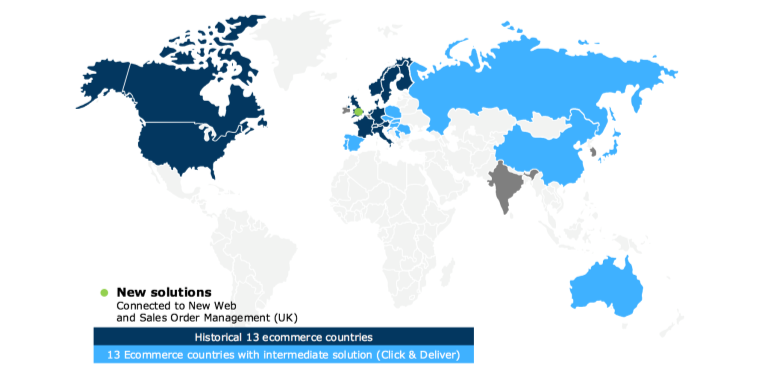 New solutions
Connected to New Web
and Sales Order Management (UK)
Historical 13 ecommerce countries
13 Ecommerce countries with intermediate solution (Click & Deliver)